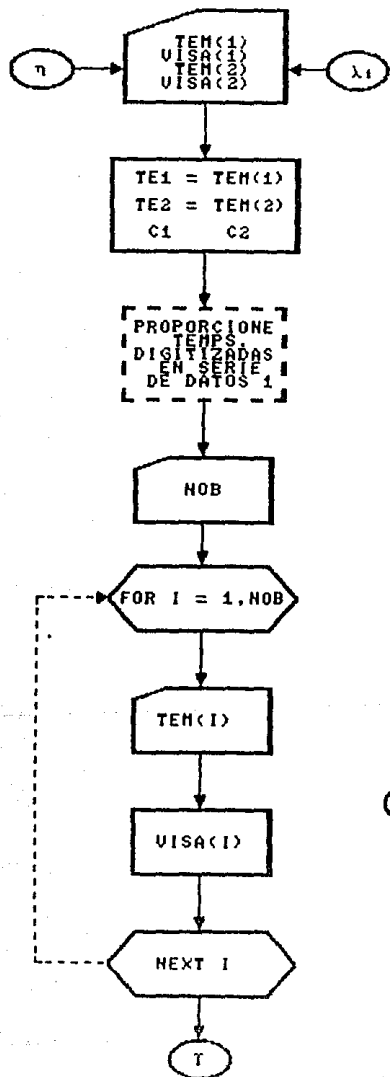 TEM(1)
VISA(1)
TEM(2)
VISA(2)
η
λ1
TE1 = TEM(1)
TE2 = TEM(2)
C1 C2
PROPORCIONE
TEMPS.
DIGITIZADAS
EN SERIE
DE DATOS 1
NOB
FOR I = 1,NOB
TEM(I)
VISA(I)
NEXT I